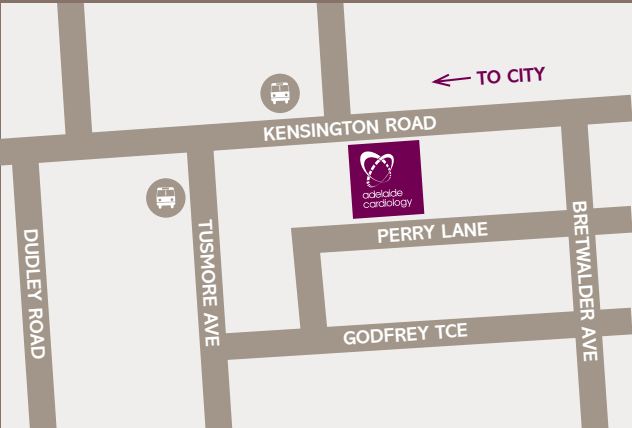 TO CITY
KENSINGTON ROAD
adelaide
cardiology
PERRY LANE
GODFREY TCE
DUDLEY ROAD
TUSMORE AVE
BRETWALDER AVE